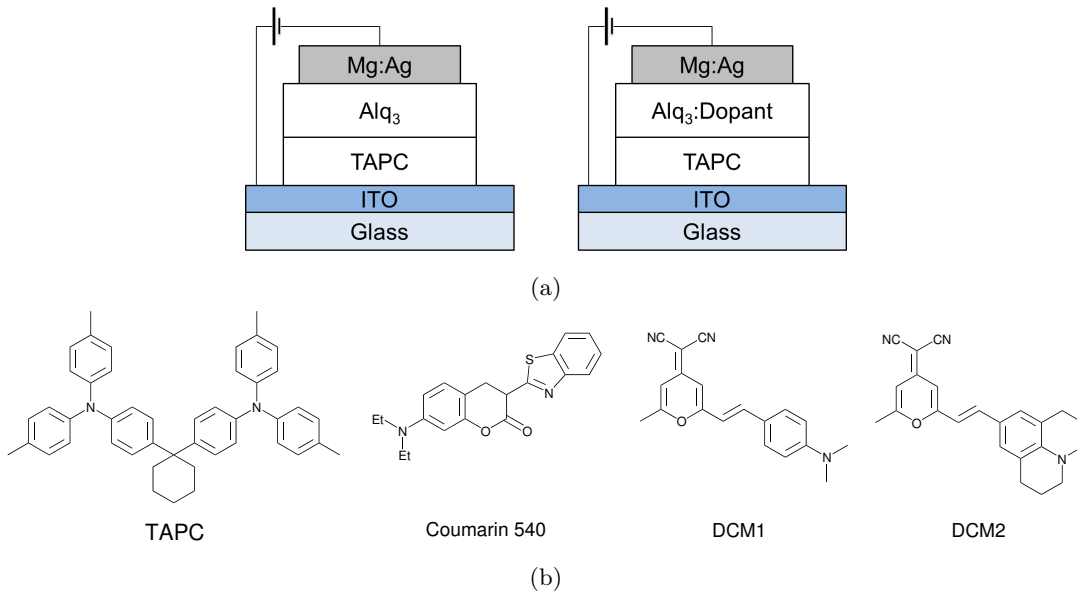 Mg:Ag
Alq3
TAPC
ITO
Glass
Mg:Ag
Alq3:Dopant
TAPC
ITO
Glass
(a)
N
N
TAPC
Et
N
Et
O
O
S
N
Coumarin 540
NC
CN
O
N
DCM1
NC
CN
O
N
DCM2
(b)